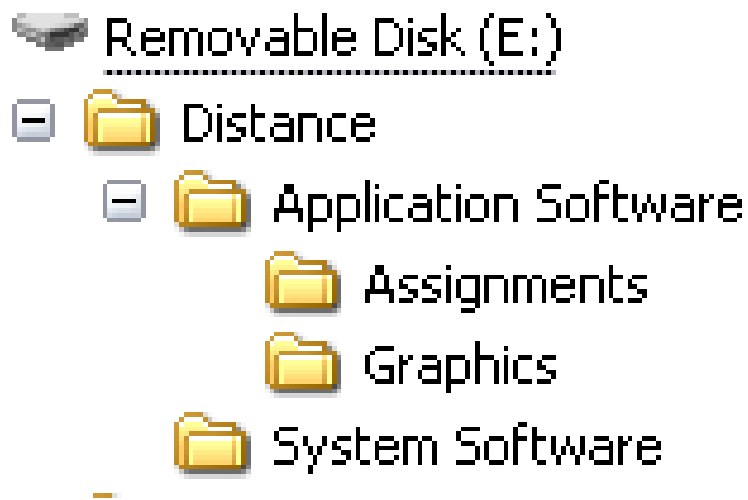 Removable Disk (E:)
Distance
Application Software
Assignments
Graphics
System Software